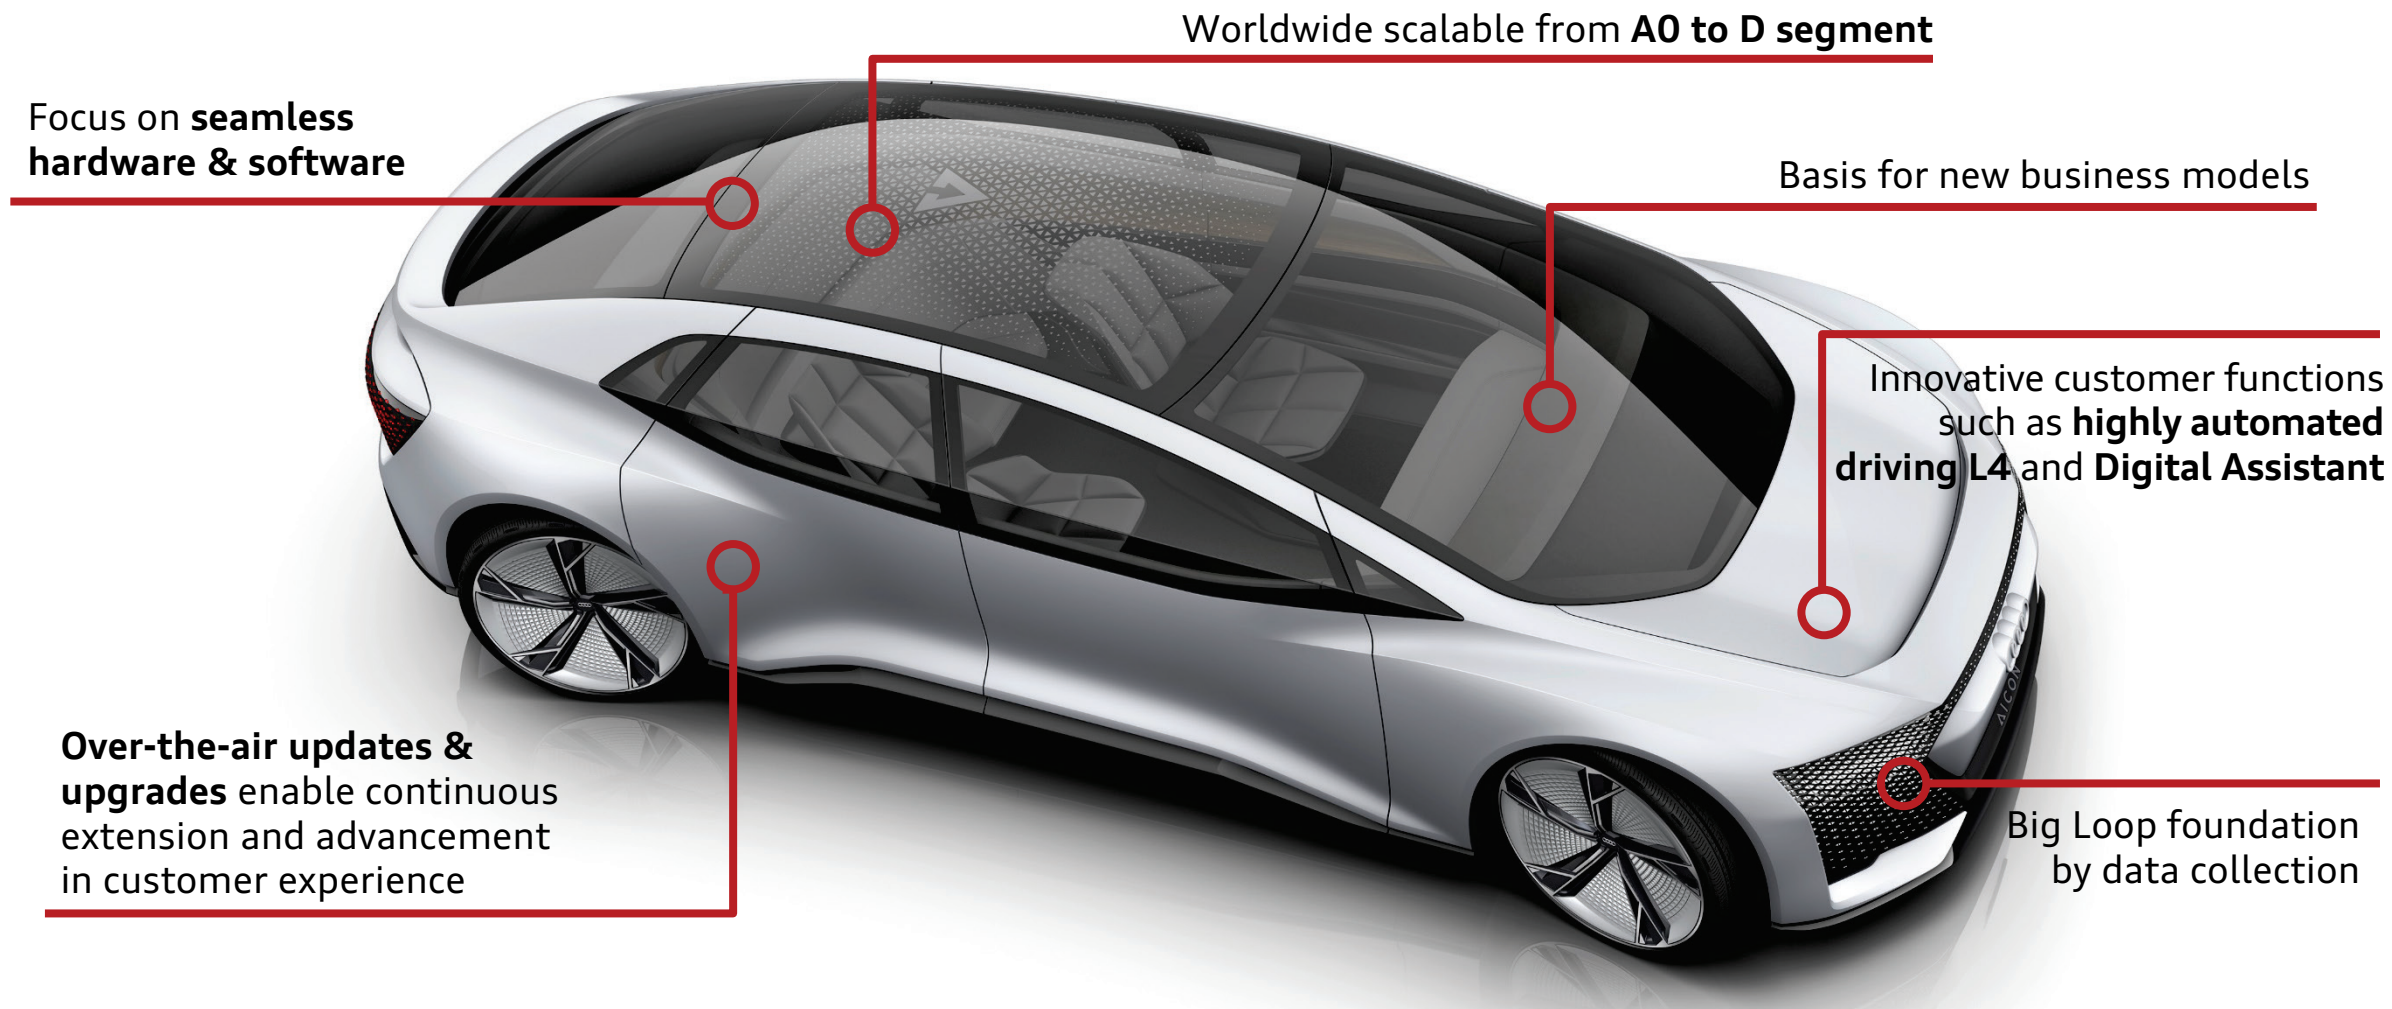 Worldwide scalable from A0 to D segment
Focus on seamless
hardware & software
Basis for new business models
Innovative customer functions
such as highly automated
driving L4 and Digital Assistant
Over-the-air updates &
upgrades enable continuous
extension and advancement
in customer experience
AICON
Big Loop foundation
by data collection